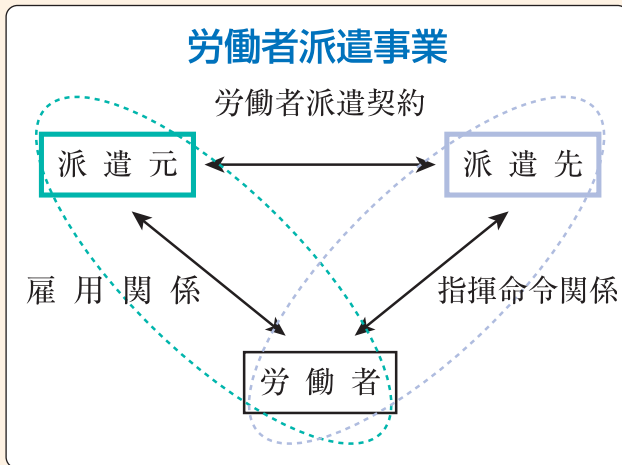 労働者派遣事業
労働者派遣契約
派遣元
派遣先
雇用関係
指揮命令関係
労働者